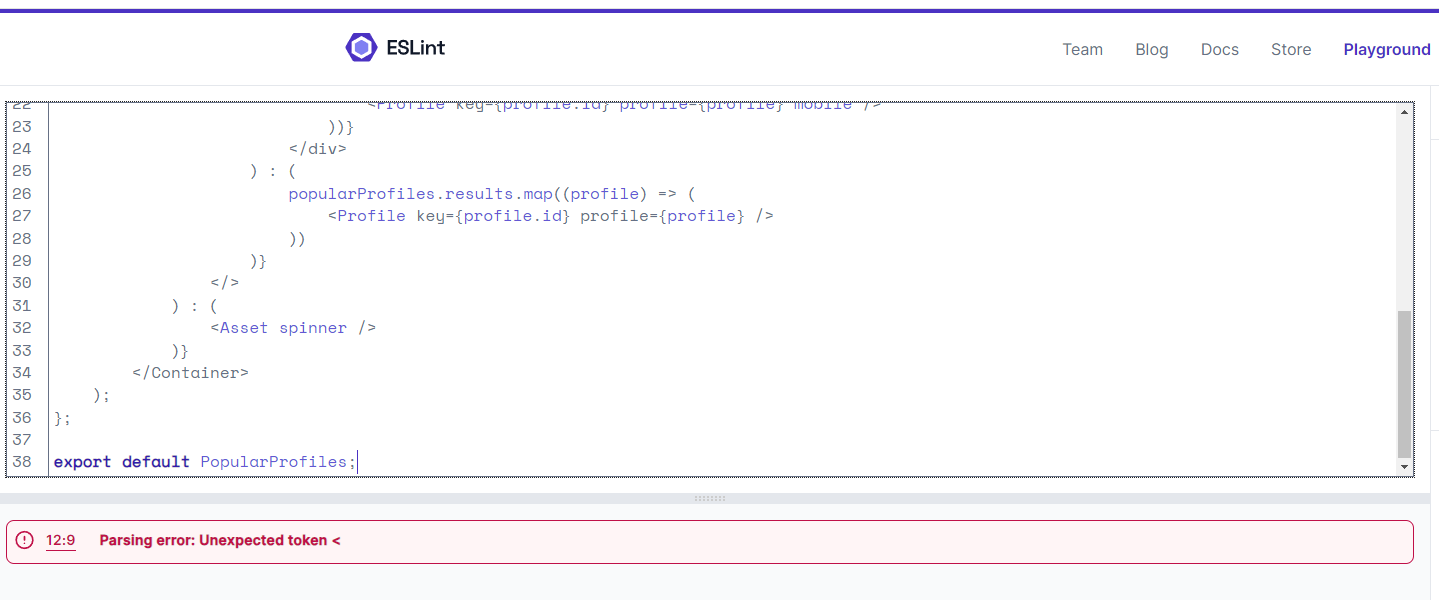 ESLint
Team Blog Docs Store Playground
22 <Profile key={profile.id} profile={profile} mobile />
23 ))}
24 </div>
25 ) : (
26 popularProfiles.results.map((profile) => (
27 <Profile key={profile.id} profile={profile} />
28 ))
29 )}
30 </>
31 ) : (
32 <Asset spinner />
33 )}
34 </Container>
35 );
36 };
37
38 export default PopularProfiles;
12:9 Parsing error: Unexpected token <